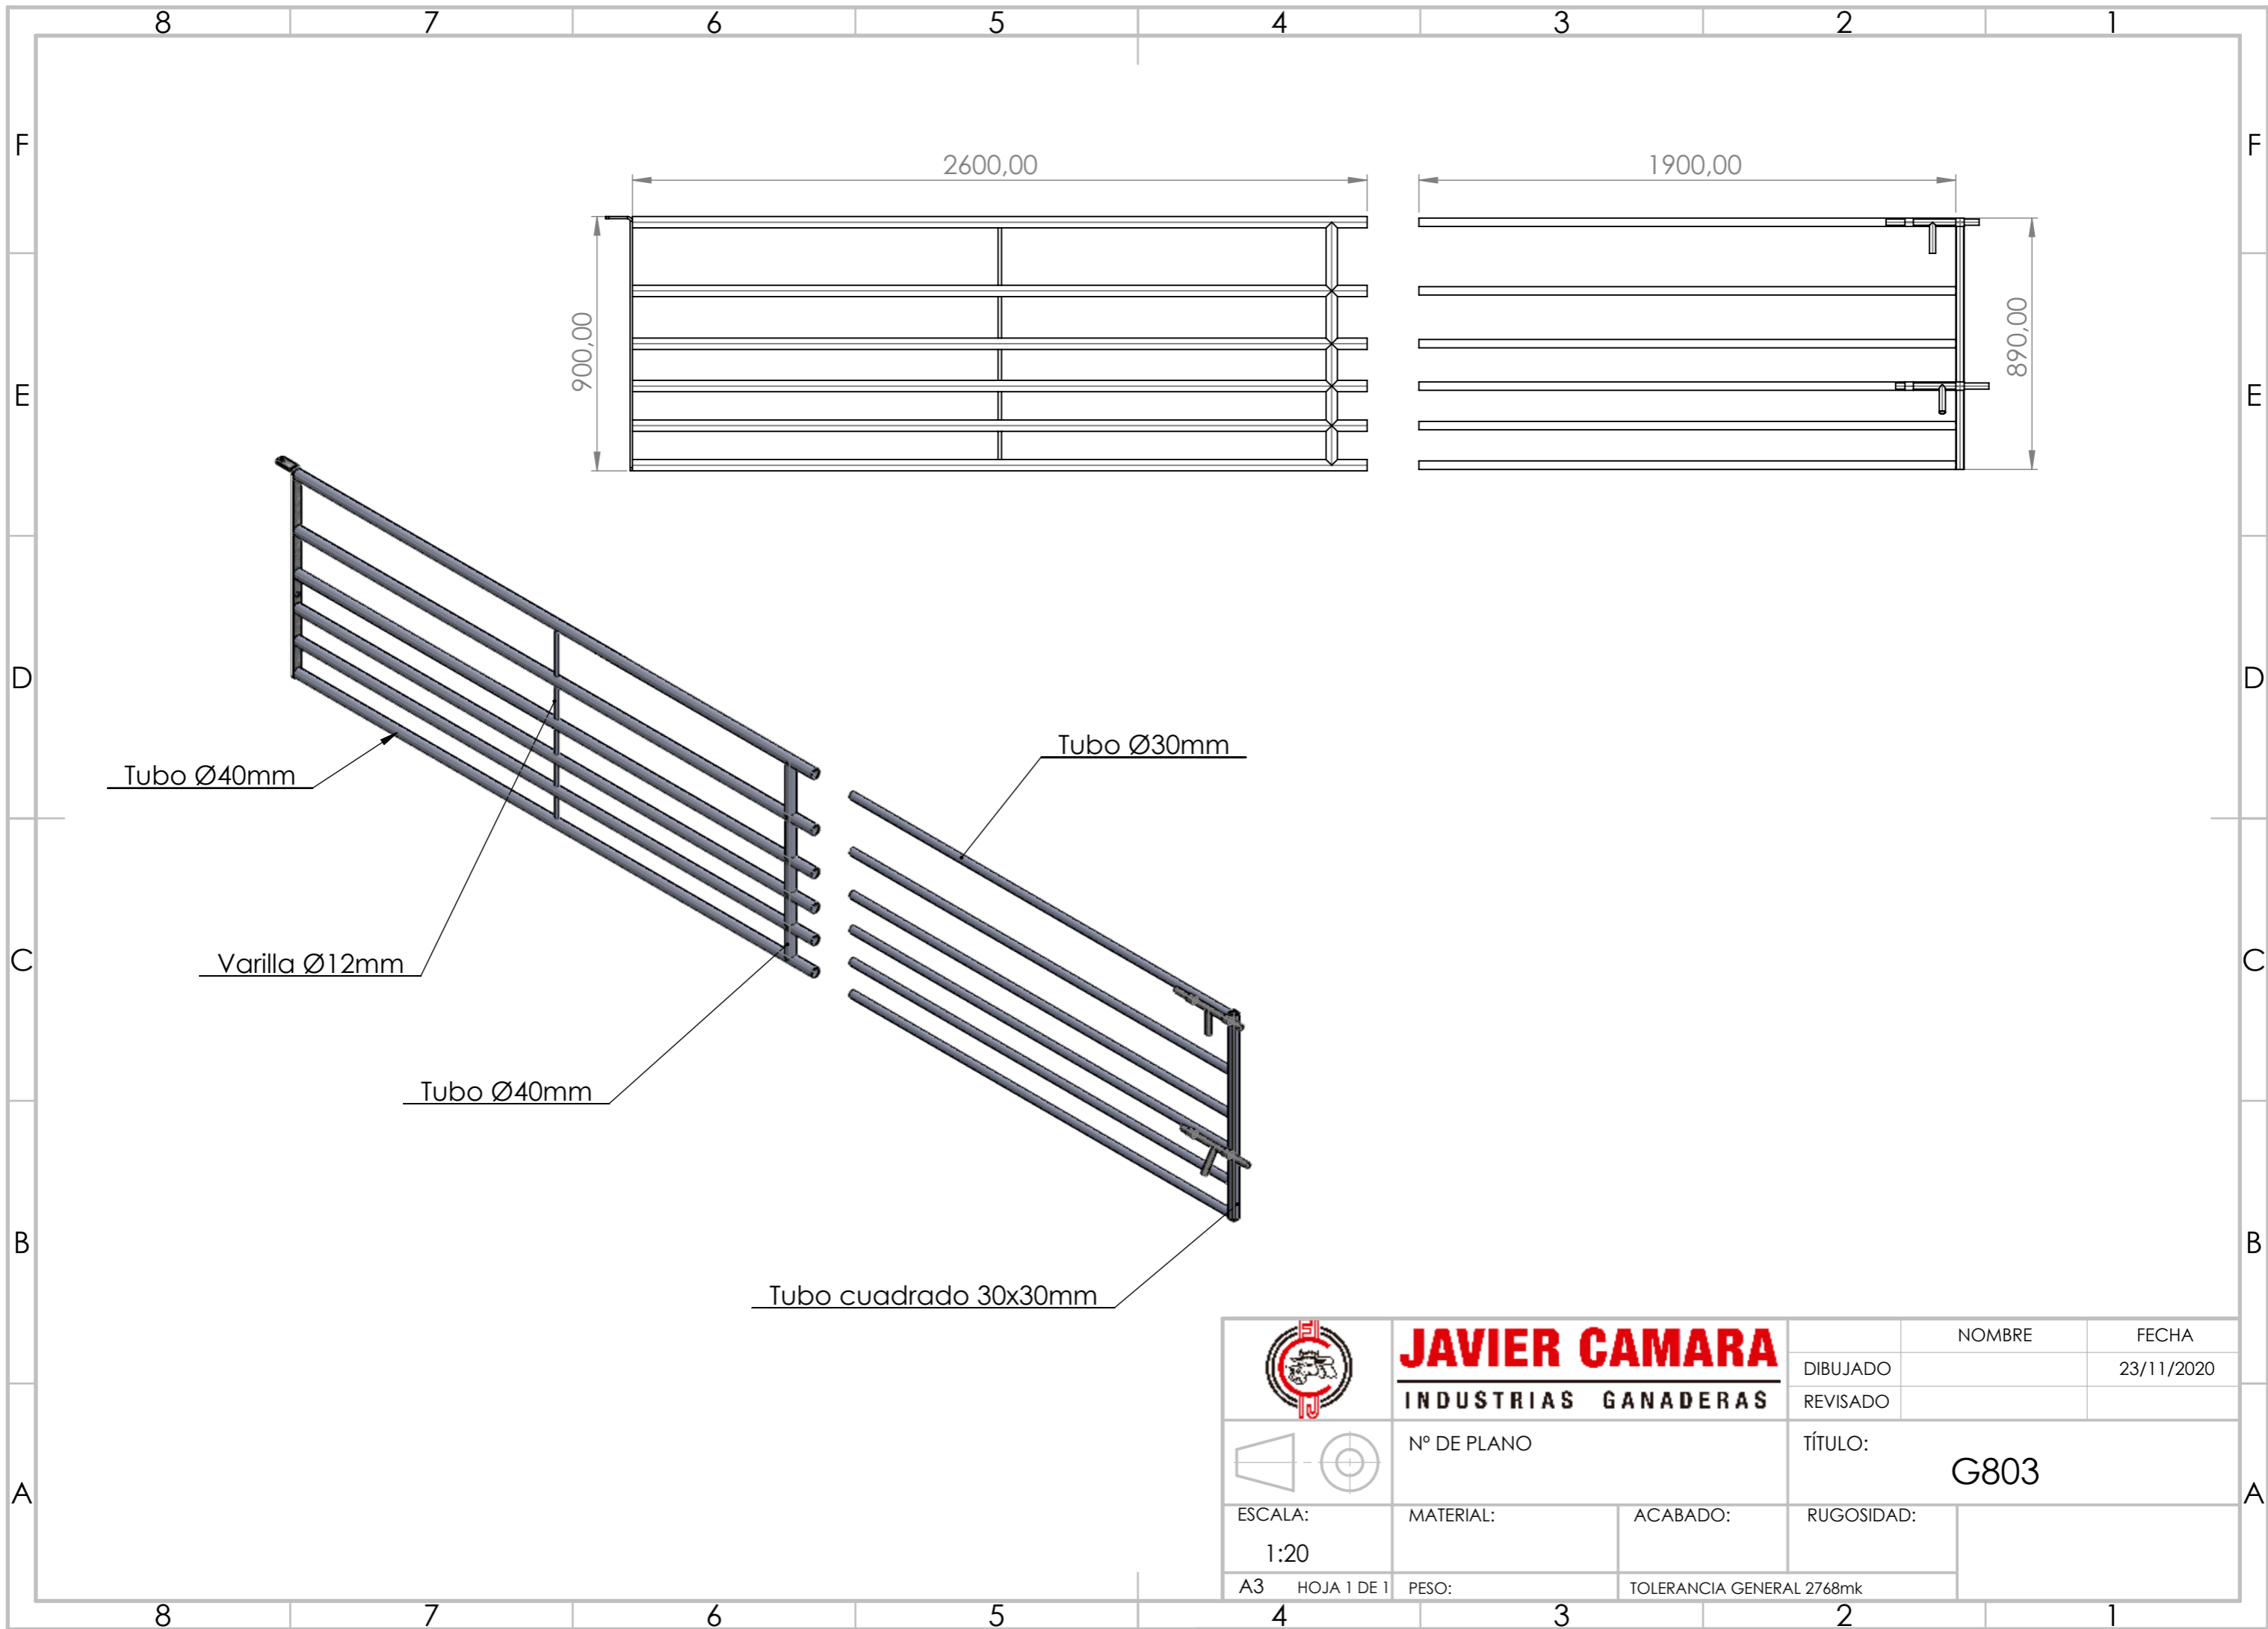 8 7 6 5 4 3 2 1
F F
2600,00 1900,00
900,00 890,00
E E
D D
Tubo Ø40mm
Tubo Ø30mm
Varilla Ø12mm
C C
Tubo Ø40mm
B B
Tubo cuadrado 30x30mm
JAVIER CAMARA
INDUSTRIAS GANADERAS
NOMBRE FECHA
DIBUJADO 23/11/2020
REVISADO
Nº DE PLANO
TÍTULO:
G803
A A
ESCALA:
1:20
MATERIAL:
ACABADO:
RUGOSIDAD:
A3 HOJA 1 DE 1
PESO:
TOLERANCIA GENERAL 2768mk
8 7 6 5 4 3 2 1